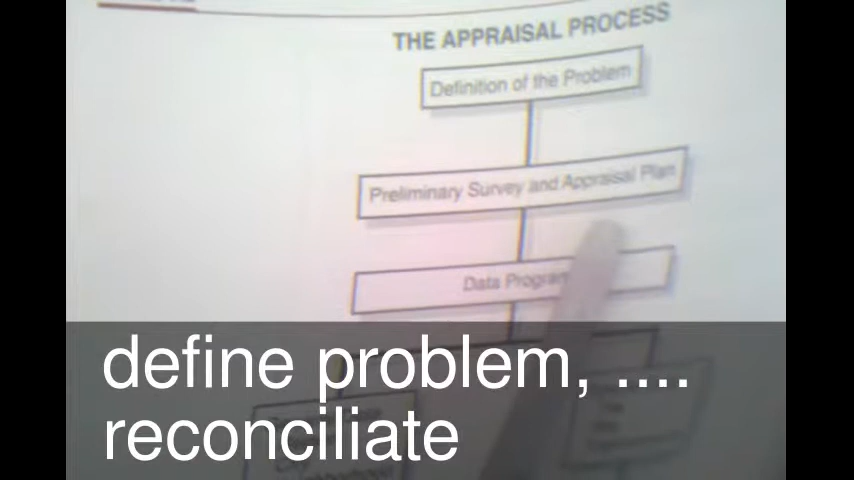 THE APPRAISAL PROCESS
Definition of the Problem
Preliminary Survey and Appraisal Plan
Data Program
define problem, ....
reconciliate